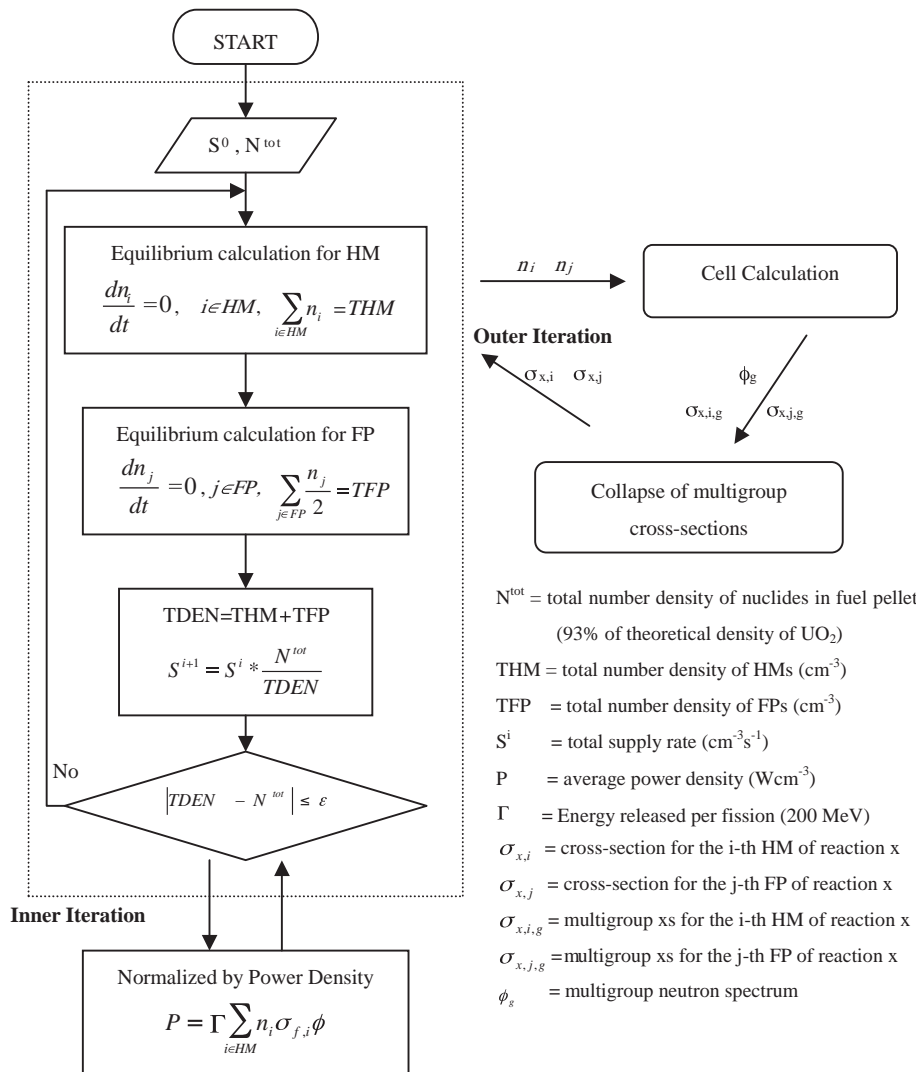 START
S⁰ , Nᵗᵒᵗ
Equilibrium calculation for HM
dn_i/dt = 0, i∈HM, ∑_{i∈HM} n_i = THM
Equilibrium calculation for FP
dn_j/dt = 0, j∈FP, ∑_{j∈FP} n_j/2 = TFP
TDEN=THM+TFP
S^{i+1} = S^i * N^{tot}/TDEN
No
|TDEN - N^{tot}| ≤ ε
Inner Iteration
Normalized by Power Density
P = Γ∑_{i∈HM} n_i σ_{f,i} ϕ
n_i n_j
Cell Calculation
Outer Iteration
σ_{x,i} σ_{x,j}
ϕ_g
σ_{x,i,g} σ_{x,j,g}
Collapse of multigroup
cross-sections
N^{tot} = total number density of nuclides in fuel pellet
(93% of theoretical density of UO₂)
THM = total number density of HMs (cm⁻³)
TFP = total number density of FPs (cm⁻³)
S^i = total supply rate (cm⁻³s⁻¹)
P = average power density (Wcm⁻³)
Γ = Energy released per fission (200 MeV)
σ_{x,i} = cross-section for the i-th HM of reaction x
σ_{x,j} = cross-section for the j-th FP of reaction x
σ_{x,i,g} = multigroup xs for the i-th HM of reaction x
σ_{x,j,g} =multigroup xs for the j-th FP of reaction x
ϕ_g = multigroup neutron spectrum